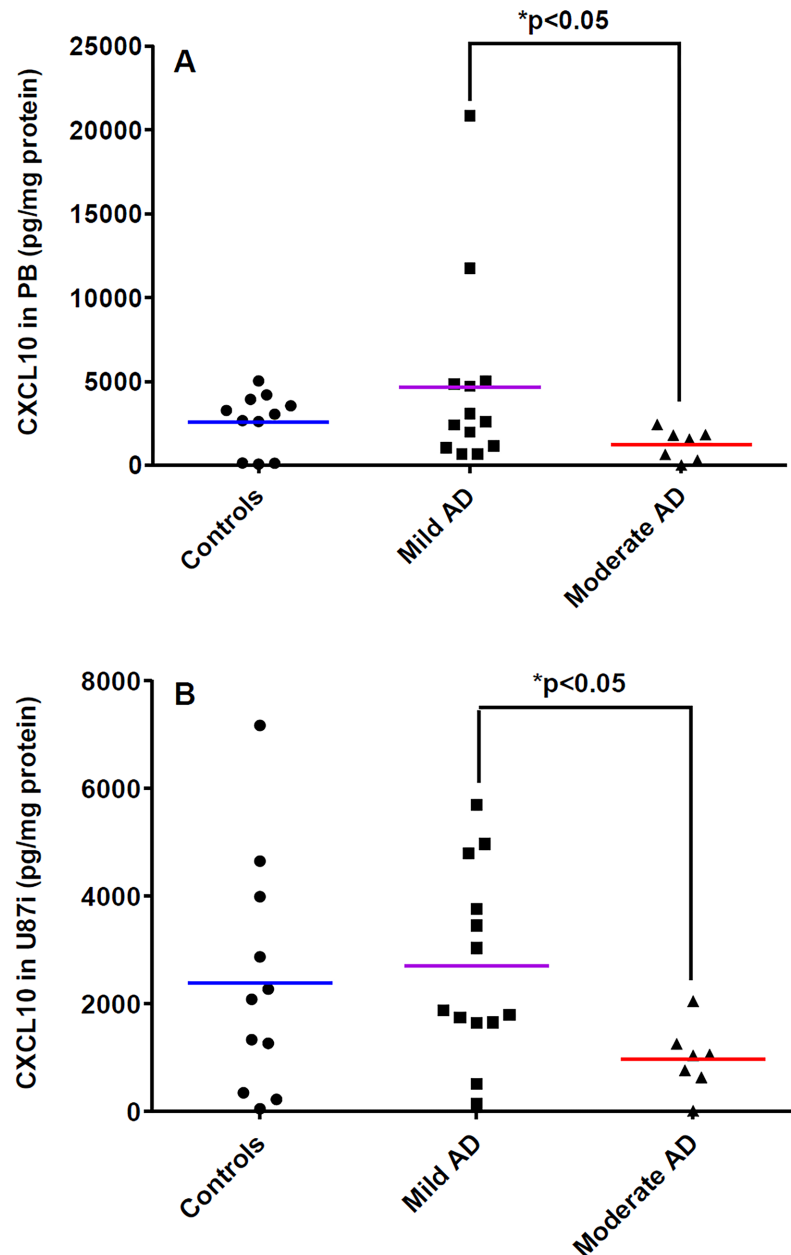 *p<0.05
A
CXCL10 in PB (pg/mg protein)
25000
20000
15000
10000
5000
0
Controls
Mild AD
Moderate AD
*p<0.05
B
CXCL10 in U87i (pg/mg protein)
8000
6000
4000
2000
0
Controls
Mild AD
Moderate AD